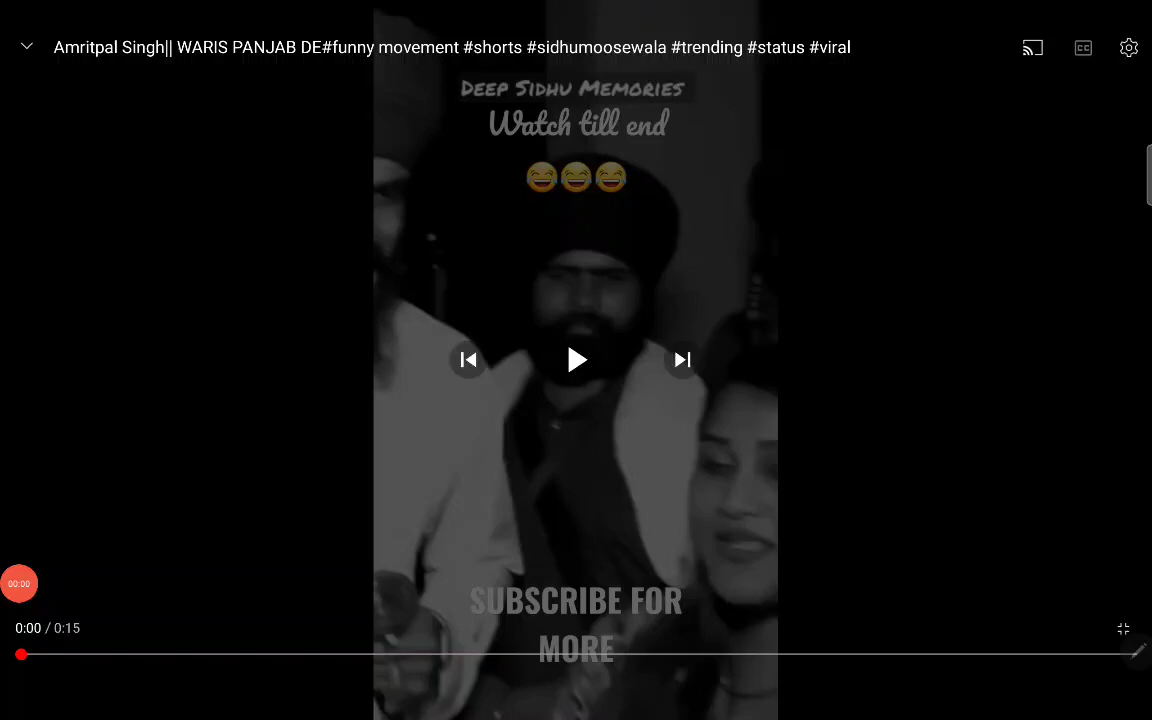 Amritpal Singh|| WARIS PANJAB DE#funny movement #shorts #sidhumoosewala #trending #status #viral
CC
DEEP SIDHU MEMORIES
Watch till end
😂😂😂
00:00
SUBSCRIBE FOR
MORE
0:00 / 0:15